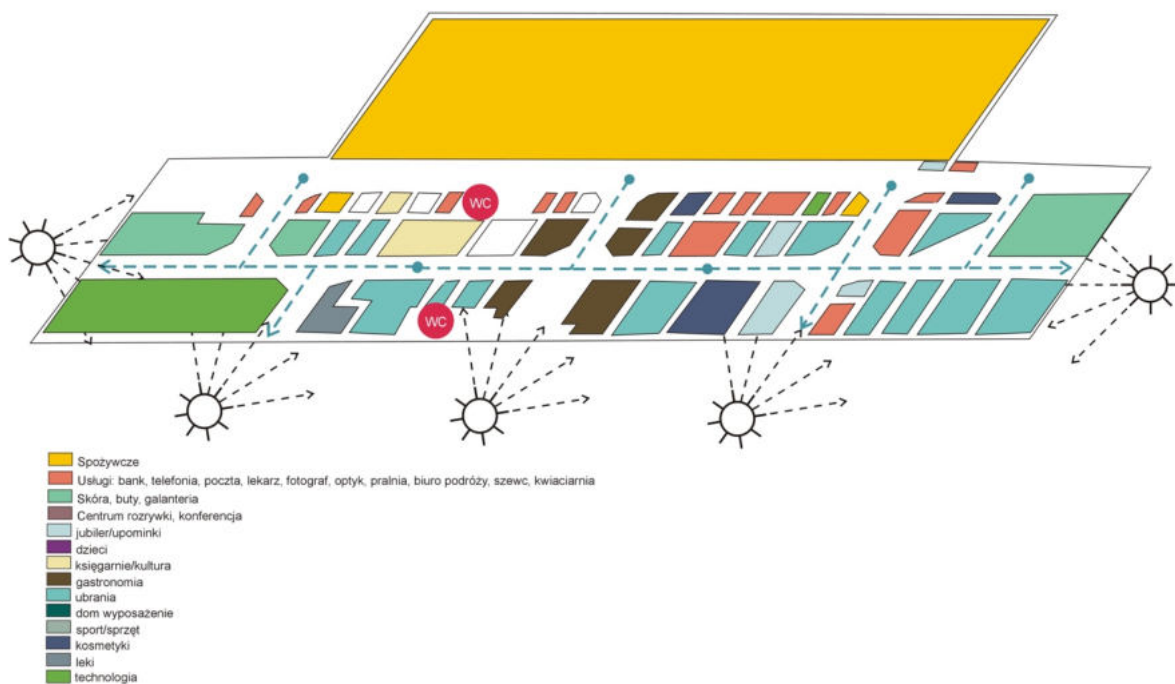 WC
WC
Spożywcze
Usługi: bank, telefonia, poczta, lekarz, fotograf, optyk, pralnia, biuro podróży, szewc, kwiaciarnia
Skóra, buty, galanteria
Centrum rozrywki, konferencja
jubiler/upominki
dzieci
księgarnie/kultura
gastronomia
ubrania
dom wyposażenie
sport/sprzęt
kosmetyki
leki
technologia